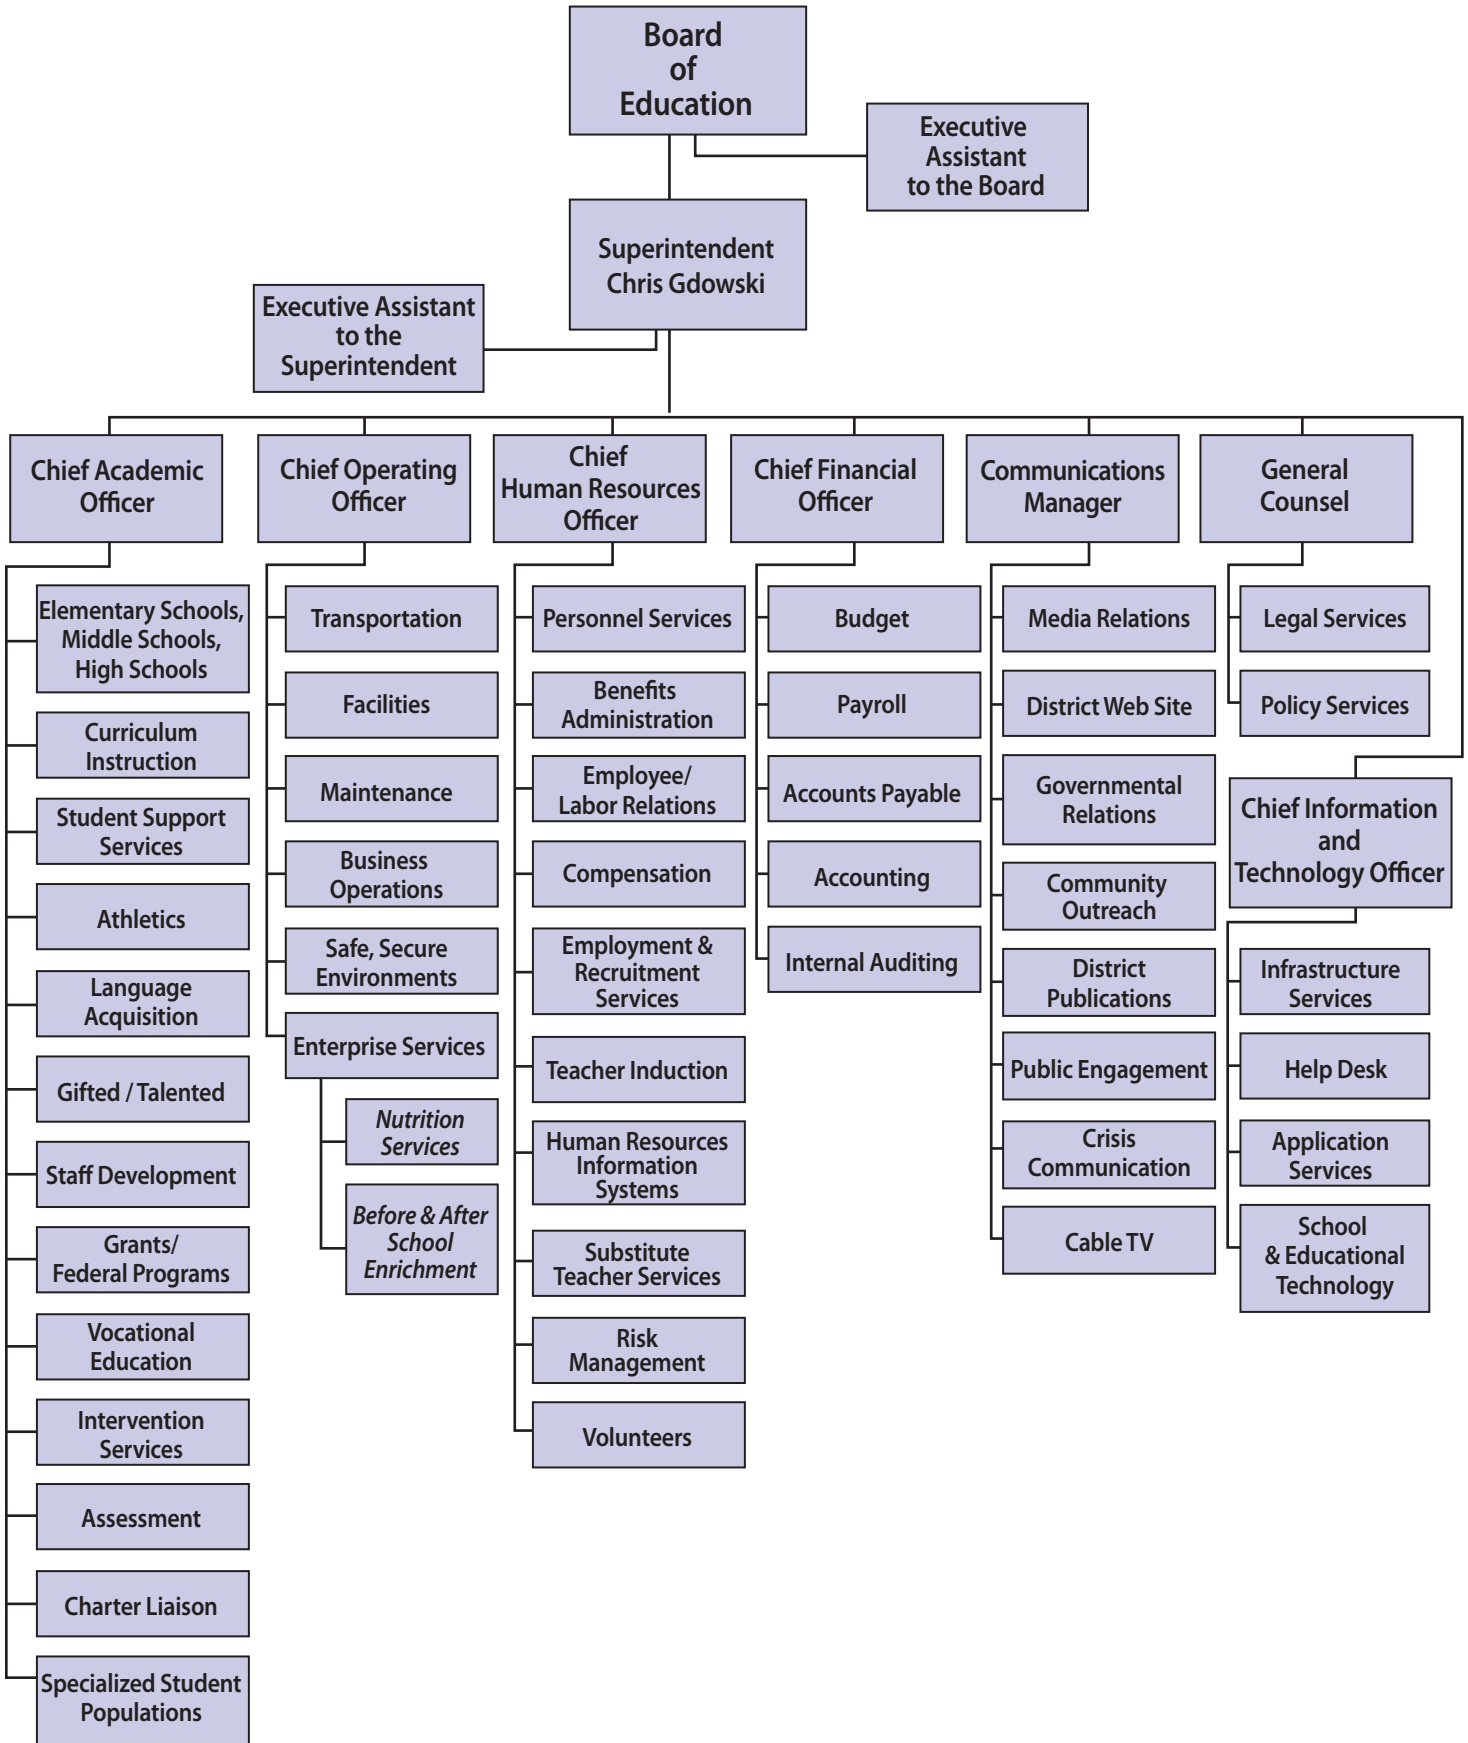 Board
of
Education
Executive
Assistant
to the Board
Superintendent
Chris Gdowski
Executive Assistant
to the
Superintendent
Chief Academic
Officer
Chief Operating
Officer
Chief
Human Resources
Officer
Chief Financial
Officer
Communications
Manager
General
Counsel
Elementary Schools,
Middle Schools,
High Schools
Curriculum
Instruction
Student Support
Services
Athletics
Language
Acquisition
Gifted / Talented
Staff Development
Grants/
Federal Programs
Vocational
Education
Intervention
Services
Assessment
Charter Liaison
Specialized Student
Populations
Transportation
Facilities
Maintenance
Business
Operations
Safe, Secure
Environments
Enterprise Services
Nutrition
Services
Before & After
School
Enrichment
Personnel Services
Benefits
Administration
Employee/
Labor Relations
Compensation
Employment &
Recruitment
Services
Teacher Induction
Human Resources
Information
Systems
Substitute
Teacher Services
Risk
Management
Volunteers
Budget
Payroll
Accounts Payable
Accounting
Internal Auditing
Media Relations
District Web Site
Governmental
Relations
Community
Outreach
District
Publications
Public Engagement
Crisis
Communication
Cable TV
Legal Services
Policy Services
Chief Information
and
Technology Officer
Infrastructure
Services
Help Desk
Application
Services
School
& Educational
Technology